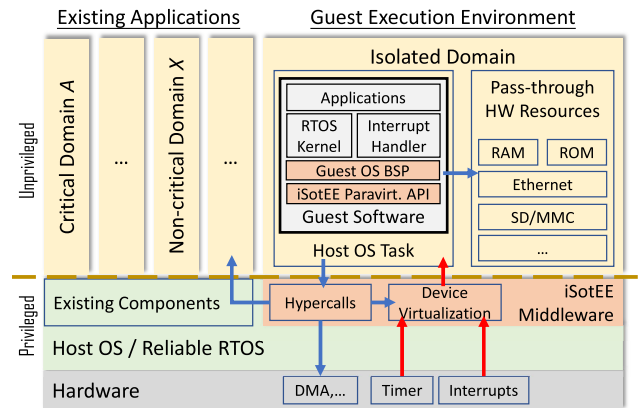 Existing Applications
Guest Execution Environment
Unprivileged
Critical Domain A
...
Non-critical Domain X
...
Isolated Domain
Applications
RTOS
Kernel
Interrupt
Handler
Guest OS BSP
iSotEE Paravirt. API
Guest Software
Host OS Task
Pass-through
HW Resources
RAM
ROM
Ethernet
SD/MMC
...
Privileged
Existing Components
Hypercalls
Device
Virtualization
iSotEE
Middleware
Host OS / Reliable RTOS
Hardware
DMA,...
Timer
Interrupts